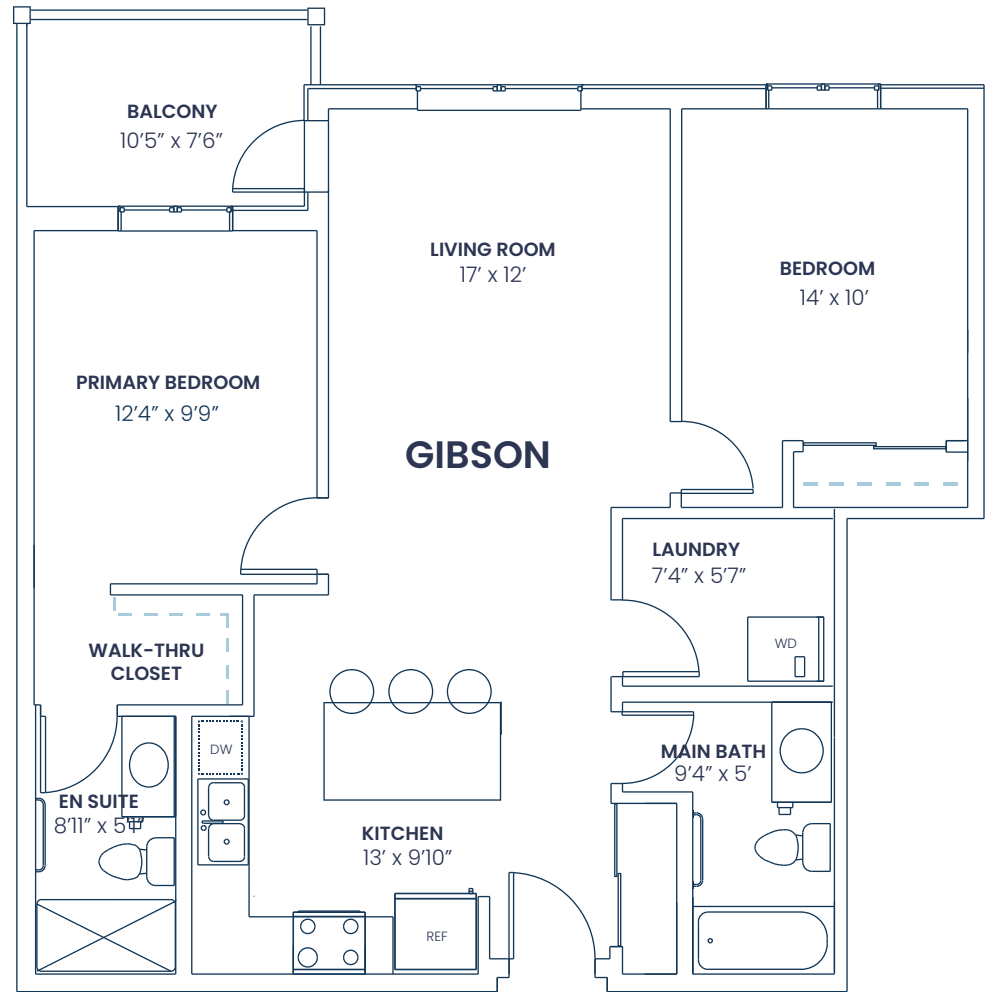 BALCONY
10’5” x 7’6”
LIVING ROOM
17’ x 12’
BEDROOM
14’ x 10’
PRIMARY BEDROOM
12’4” x 9’9”
GIBSON
LAUNDRY
7’4” x 5’7”
WD
WALK-THRU
CLOSET
DW
MAIN BATH
9’4” x 5’
EN SUITE
8’11” x 5’1”
KITCHEN
13’ x 9’10”
REF